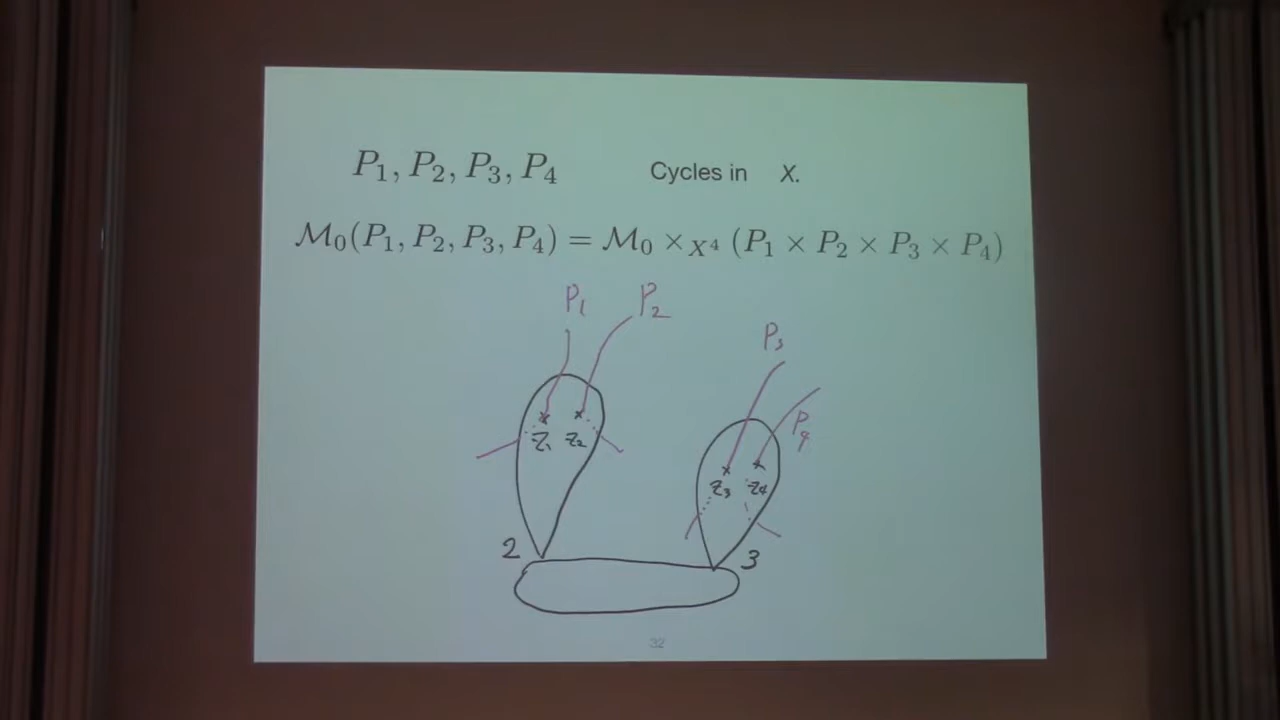 P₁, P₂, P₃, P₄ Cycles in X.
ℳ₀(P₁, P₂, P₃, P₄) = ℳ₀ ×_{X⁴} (P₁ × P₂ × P₃ × P₄)
P₁ P₂
P₃
P₄
z₁ z₂
z₃ z₄
2 3
32